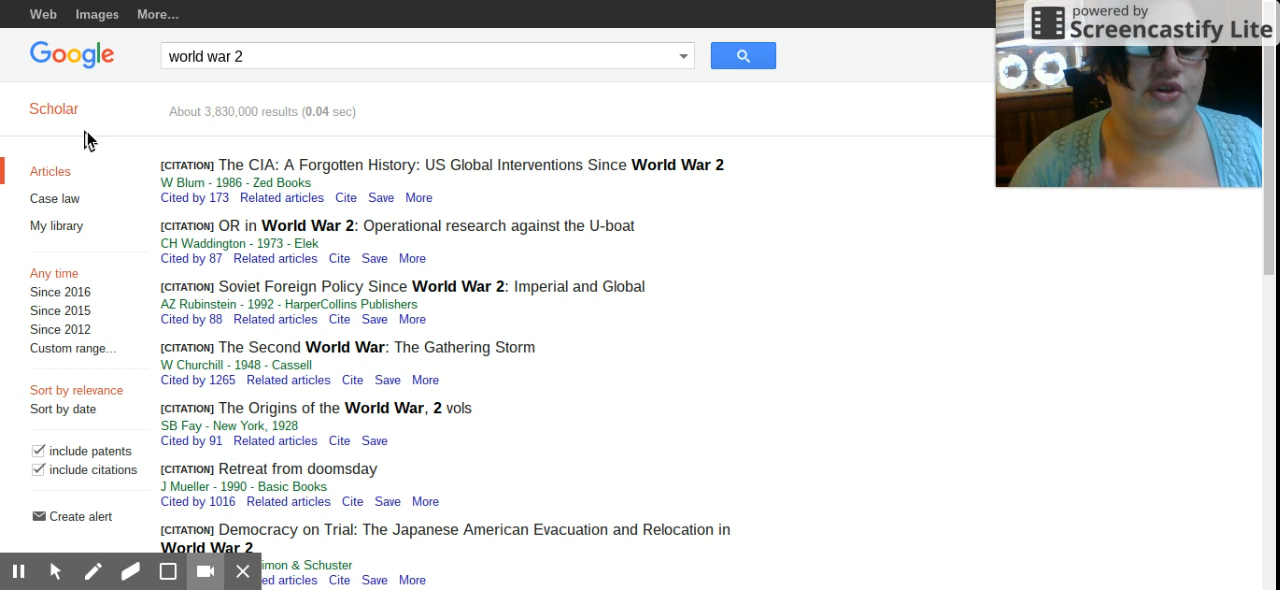 Web Images More...
powered by
Screencastify Lite
Google
world war 2
Scholar
About 3,830,000 results (0.04 sec)
Articles
Case law
My library
Any time
Since 2016
Since 2015
Since 2012
Custom range...
Sort by relevance
Sort by date
include patents
include citations
Create alert
[CITATION] The CIA: A Forgotten History: US Global Interventions Since World War 2
W Blum - 1986 - Zed Books
Cited by 173 Related articles Cite Save More
[CITATION] OR in World War 2: Operational research against the U-boat
CH Waddington - 1973 - Elek
Cited by 87 Related articles Cite Save More
[CITATION] Soviet Foreign Policy Since World War 2: Imperial and Global
AZ Rubinstein - 1992 - HarperCollins Publishers
Cited by 88 Related articles Cite Save More
[CITATION] The Second World War: The Gathering Storm
W Churchill - 1948 - Cassell
Cited by 1265 Related articles Cite Save More
[CITATION] The Origins of the World War, 2 vols
SB Fay - New York, 1928
Cited by 91 Related articles Cite Save
[CITATION] Retreat from doomsday
J Mueller - 1990 - Basic Books
Cited by 1016 Related articles Cite Save More
[CITATION] Democracy on Trial: The Japanese American Evacuation and Relocation in
World War 2
imon & Schuster
ed articles Cite Save More